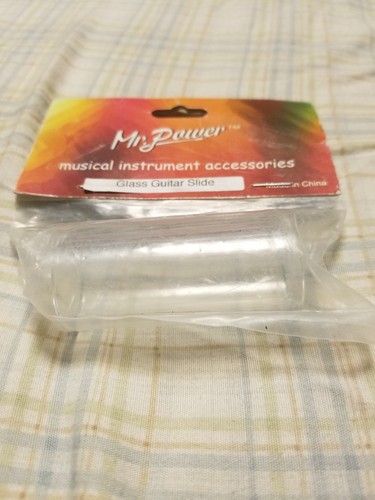 Mr.Power™
musical instrument accessories
Glass Guitar Slide
in China